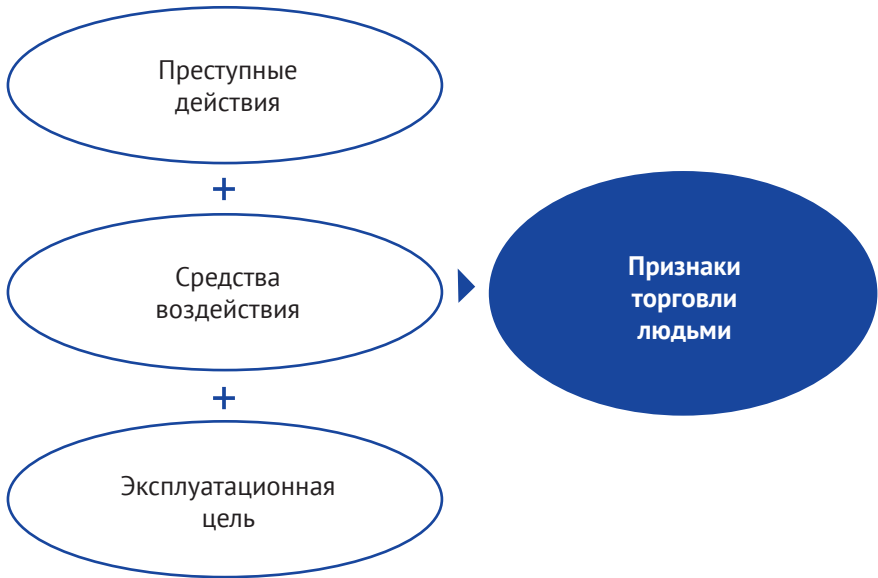 Преступные
действия
+
Средства
воздействия
+
Эксплуатационная
цель
Признаки
торговли
людьми